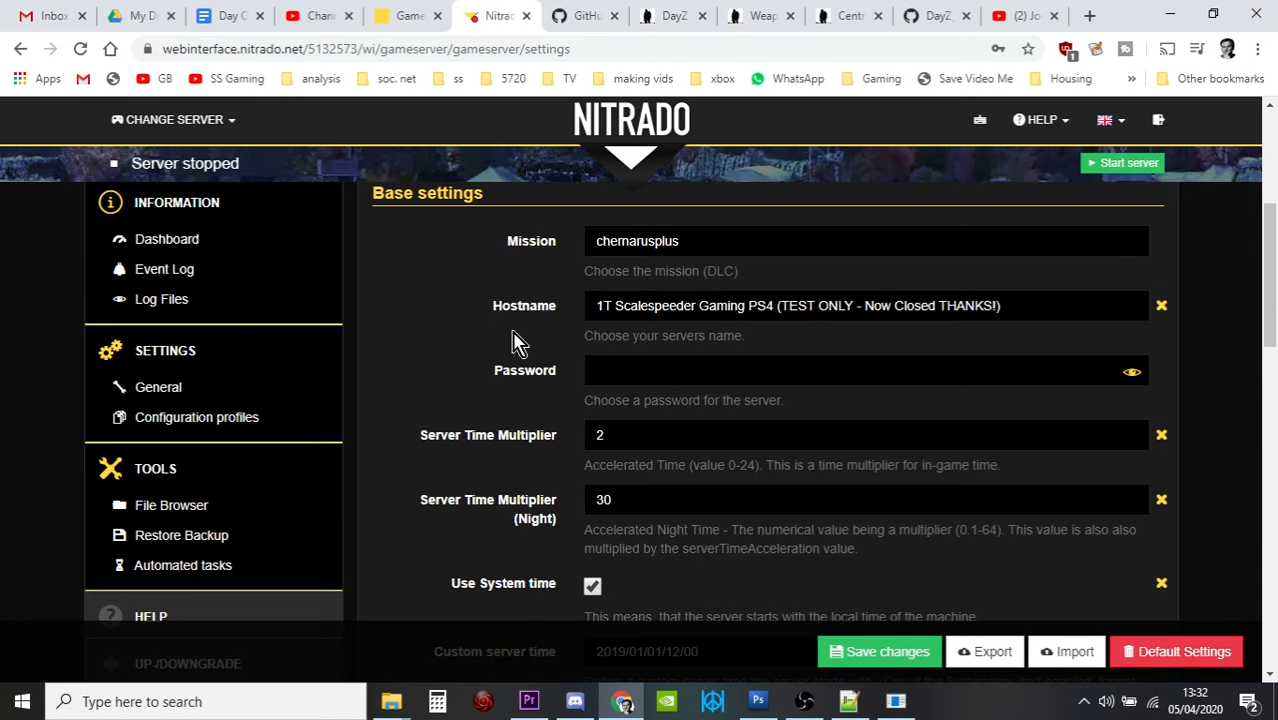 Inbox
My D
Day C
Chann
Game
Nitrac
GitHu
DayZ
Weap
Centr
DayZ
(2) Jo
webinterface.nitrado.net/5132573/wi/gameserver/gameserver/settings
1
Apps
GB
SS Gaming
analysis
soc. net
ss
5720
TV
making vids
xbox
WhatsApp
Gaming
Save Video Me
Housing
»
Other bookmarks
CHANGE SERVER
NITRADO
HELP
Server stopped
Start server
INFORMATION
Dashboard
Event Log
Log Files
SETTINGS
General
Configuration profiles
TOOLS
File Browser
Restore Backup
Automated tasks
HELP
UP-/DOWNGRADE
Base settings
Mission
chernarusplus
Choose the mission (DLC)
Hostname
1T Scalespeeder Gaming PS4 (TEST ONLY - Now Closed THANKS!)
Choose your servers name.
Password
Choose a password for the server.
Server Time Multiplier
2
Accelerated Time (value 0-24). This is a time multiplier for in-game time.
Server Time Multiplier
(Night)
30
Accelerated Night Time - The numerical value being a multiplier (0.1-64). This value is also also
multiplied by the serverTimeAcceleration value.
Use System time
This means, that the server starts with the local time of the machine.
Custom server time
2019/01/01/12/00
Save changes
Export
Import
Default Settings
Type here to search
Pr
Ps
13:32
05/04/2020
2